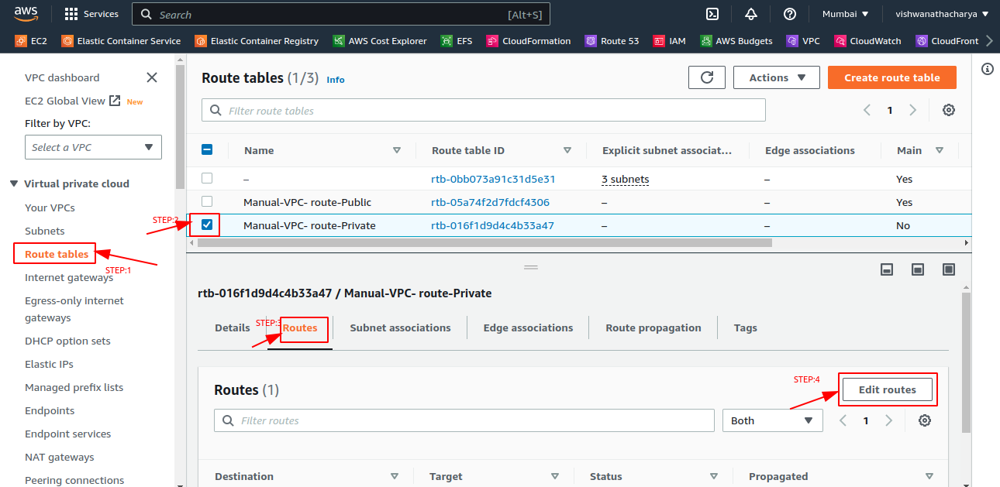 aws Services Search [Alt+S] Mumbai vishwanathacharya
EC2 Elastic Container Service Elastic Container Registry AWS Cost Explorer EFS CloudFormation Route 53 IAM AWS Budgets VPC CloudWatch CloudFront
VPC dashboard
EC2 Global View New
Filter by VPC:
Select a VPC
Virtual private cloud
Your VPCs
Subnets
Route tables
STEP:1
Internet gateways
Egress-only internet
gateways
DHCP option sets
Elastic IPs
Managed prefix lists
Endpoints
Endpoint services
NAT gateways
Peering connections
Route tables (1/3) Info Actions Create route table
Filter route tables 1
Name Route table ID Explicit subnet associat... Edge associations Main
– rtb-0bb073a91c31d5e31 3 subnets – Yes
Manual-VPC- route-Public rtb-05a74f2d7fdcf4306 – – Yes
STEP:2
Manual-VPC- route-Private rtb-016f1d9d4c4b33a47 – – No
rtb-016f1d9d4c4b33a47 / Manual-VPC- route-Private
Details STEP:3 Routes Subnet associations Edge associations Route propagation Tags
Routes (1) STEP:4 Edit routes
Filter routes Both 1
Destination Target Status Propagated